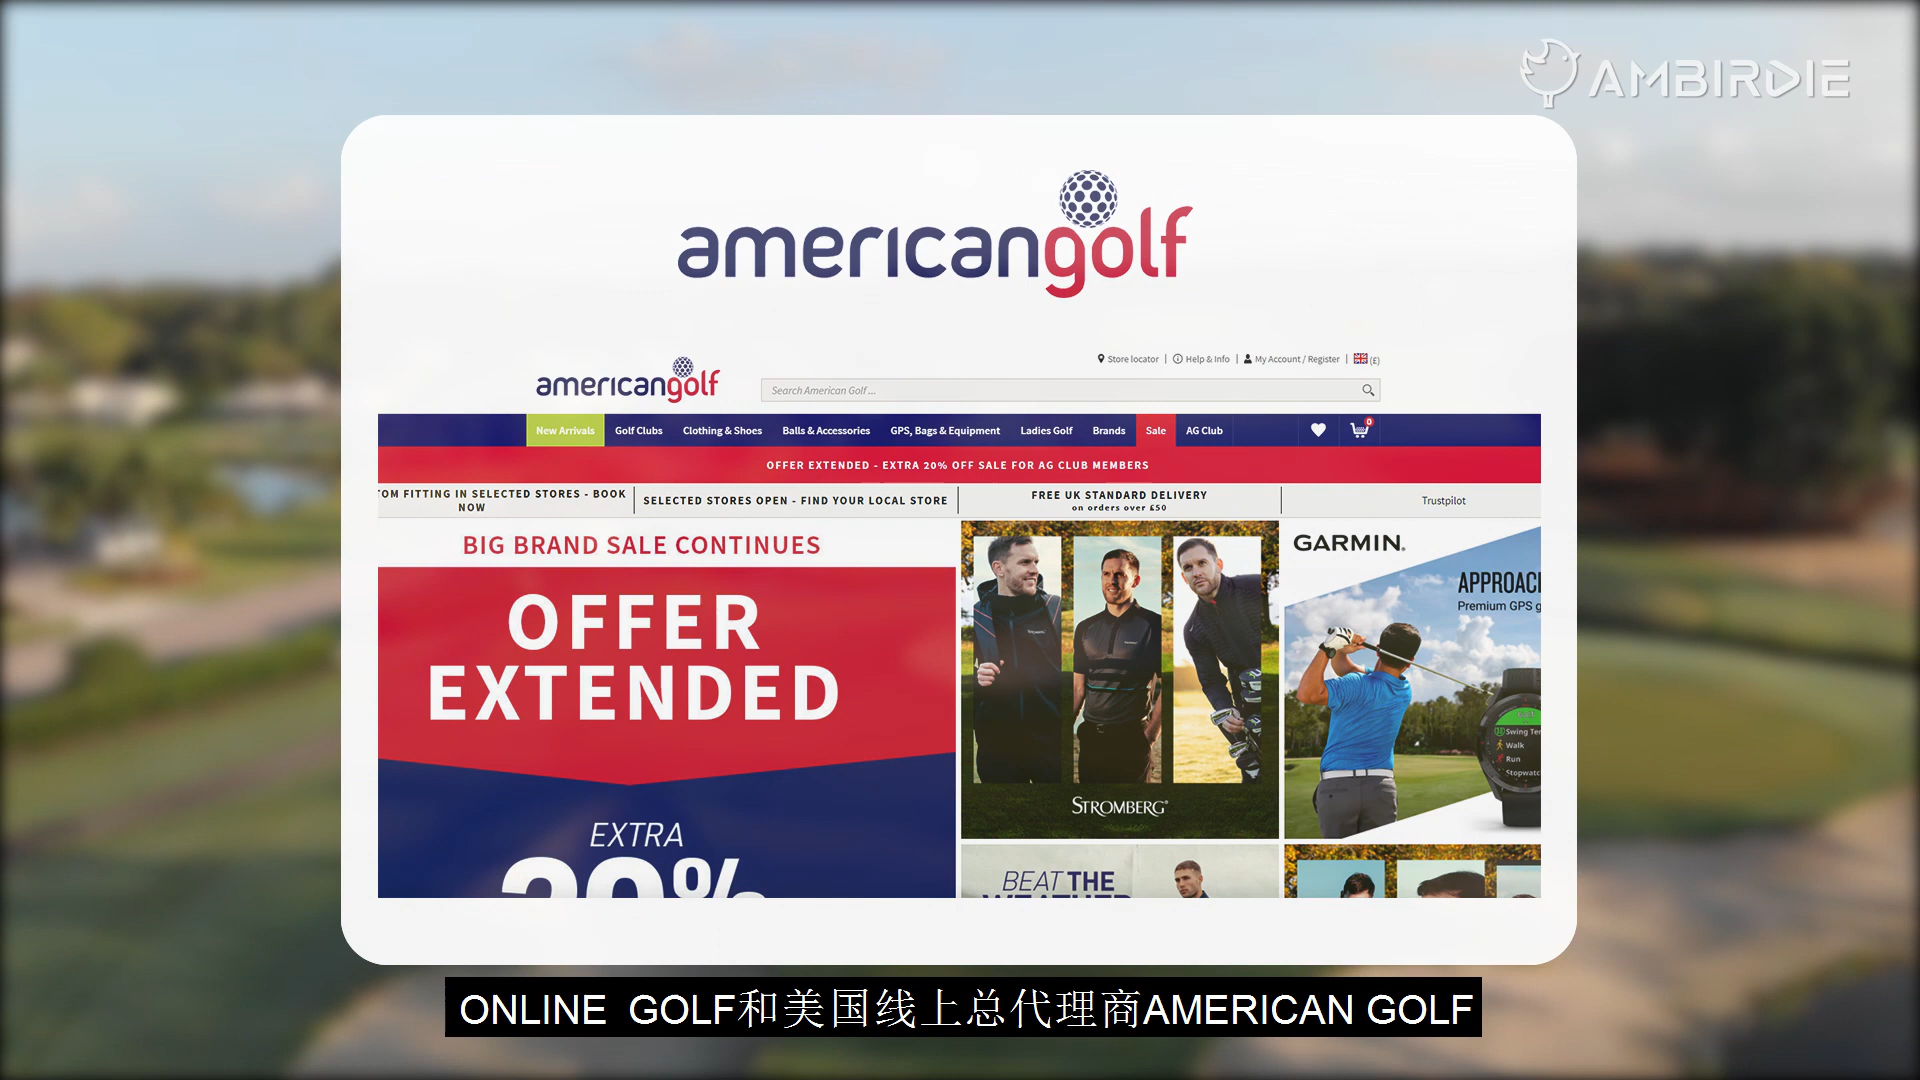 AMBIRDIE
americangolf
Store locator | Help & Info | My Account / Register | (£)
americangolf
Search American Golf ...
New Arrivals Golf Clubs Clothing & Shoes Balls & Accessories GPS, Bags & Equipment Ladies Golf Brands Sale AG Club 0
OFFER EXTENDED - EXTRA 20% OFF SALE FOR AG CLUB MEMBERS
TOM FITTING IN SELECTED STORES - BOOK
NOW
SELECTED STORES OPEN - FIND YOUR LOCAL STORE
FREE UK STANDARD DELIVERY
on orders over £50
Trustpilot
BIG BRAND SALE CONTINUES
OFFER
EXTENDED
EXTRA
20%
STROMBERG
GARMIN.
APPROAC
Premium GPS g
Golf
Swing Te
Walk
Run
Stopwatc
BEAT THE
WEATHER
ONLINE GOLF和美国线上总代理商AMERICAN GOLF